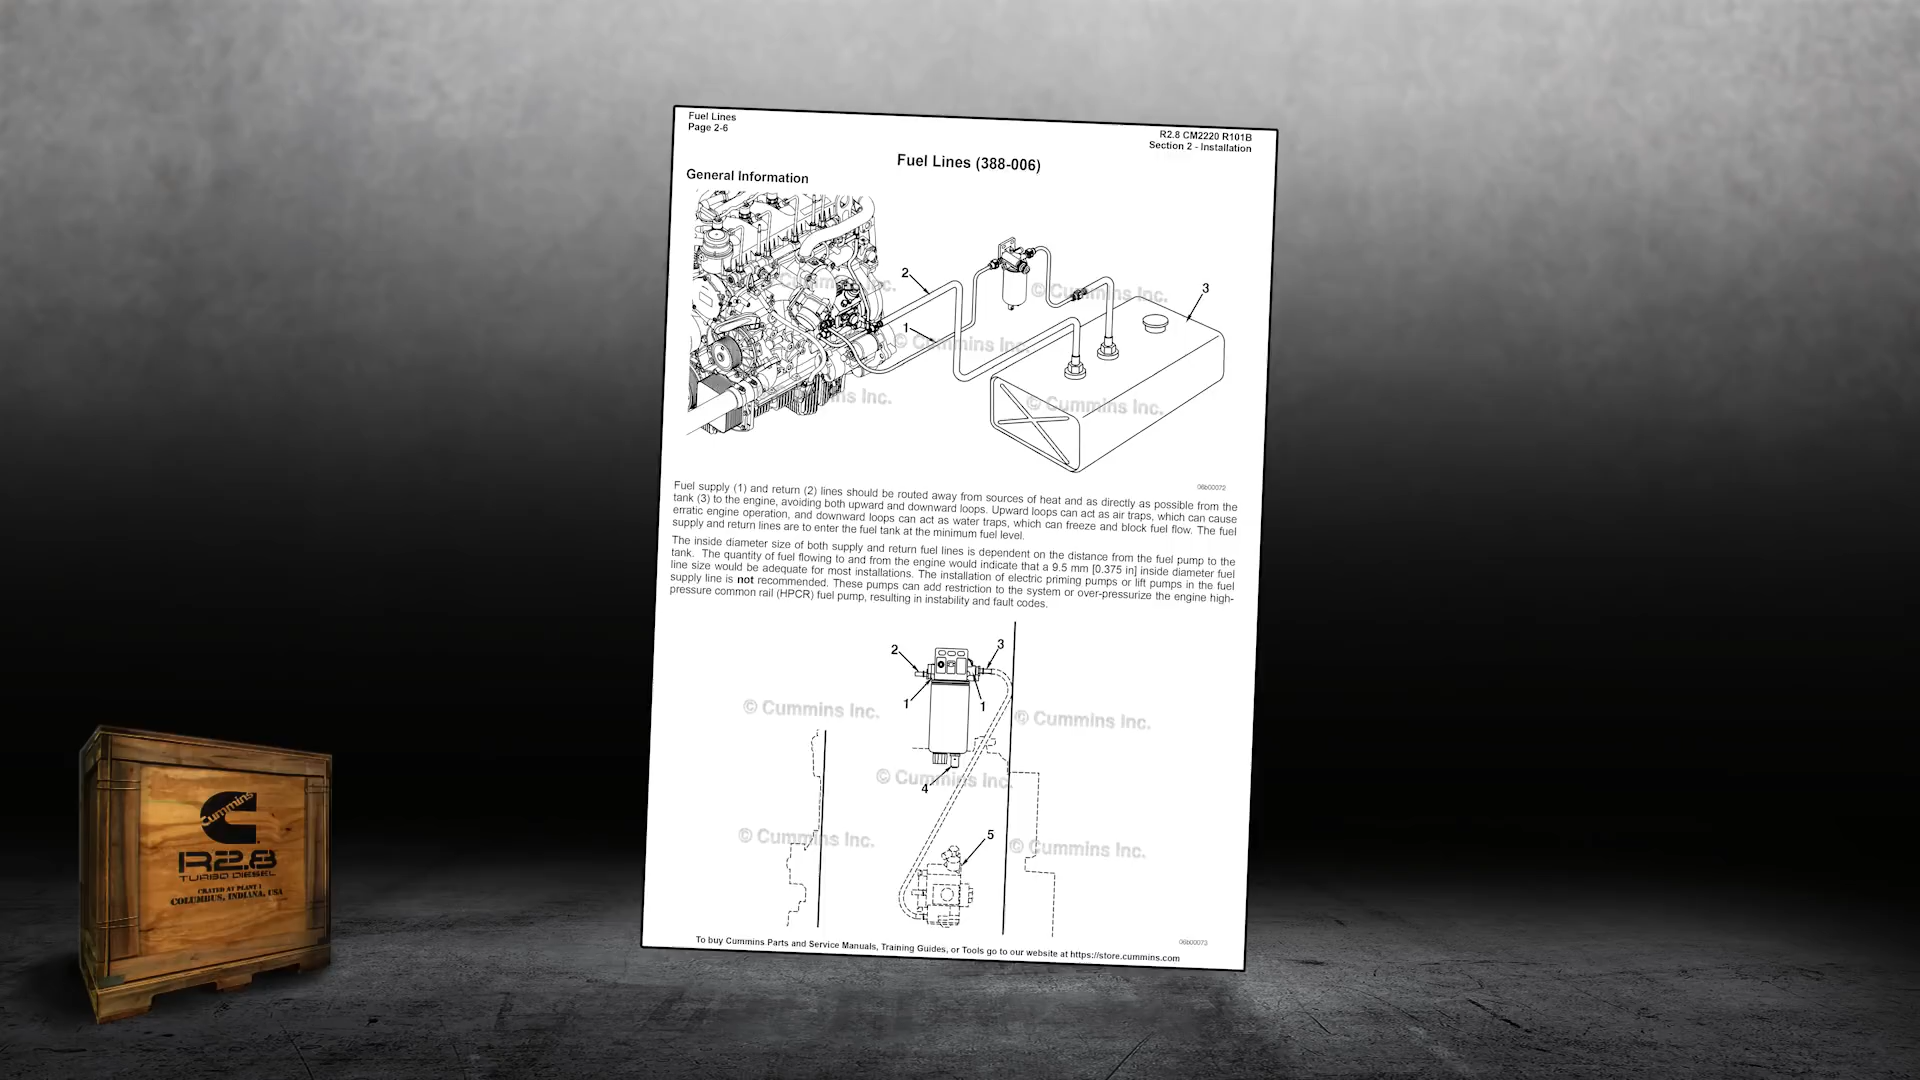 Fuel Lines
Page 2-6
R2.8 CM2220 R101B
Section 2 - Installation
Fuel Lines (388-006)
General Information
2
1
3
© Cummins Inc.
© Cummins Inc.
© Cummins Inc.
© Cummins Inc.
06b00072
Fuel supply (1) and return (2) lines should be routed away from sources of heat and as directly as possible from the
tank (3) to the engine, avoiding both upward and downward loops. Upward loops can act as air traps, which can cause
erratic engine operation, and downward loops can act as water traps, which can freeze and block fuel flow. The fuel
supply and return lines are to enter the fuel tank at the minimum fuel level.
The inside diameter size of both supply and return fuel lines is dependent on the distance from the fuel pump to the
tank. The quantity of fuel flowing to and from the engine would indicate that a 9.5 mm [0.375 in] inside diameter fuel
line size would be adequate for most installations. The installation of electric priming pumps or lift pumps in the fuel
supply line is not recommended. These pumps can add restriction to the system or over-pressurize the engine high-
pressure common rail (HPCR) fuel pump, resulting in instability and fault codes.
2
3
1
1
© Cummins Inc.
© Cummins Inc.
© Cummins Inc.
4
5
© Cummins Inc.
© Cummins Inc.
06b00073
To buy Cummins Parts and Service Manuals, Training Guides, or Tools go to our website at https://store.cummins.com
Cummins
R2.8
TURBO DIESEL
CRATED AT PLANT 1
COLUMBUS, INDIANA, USA